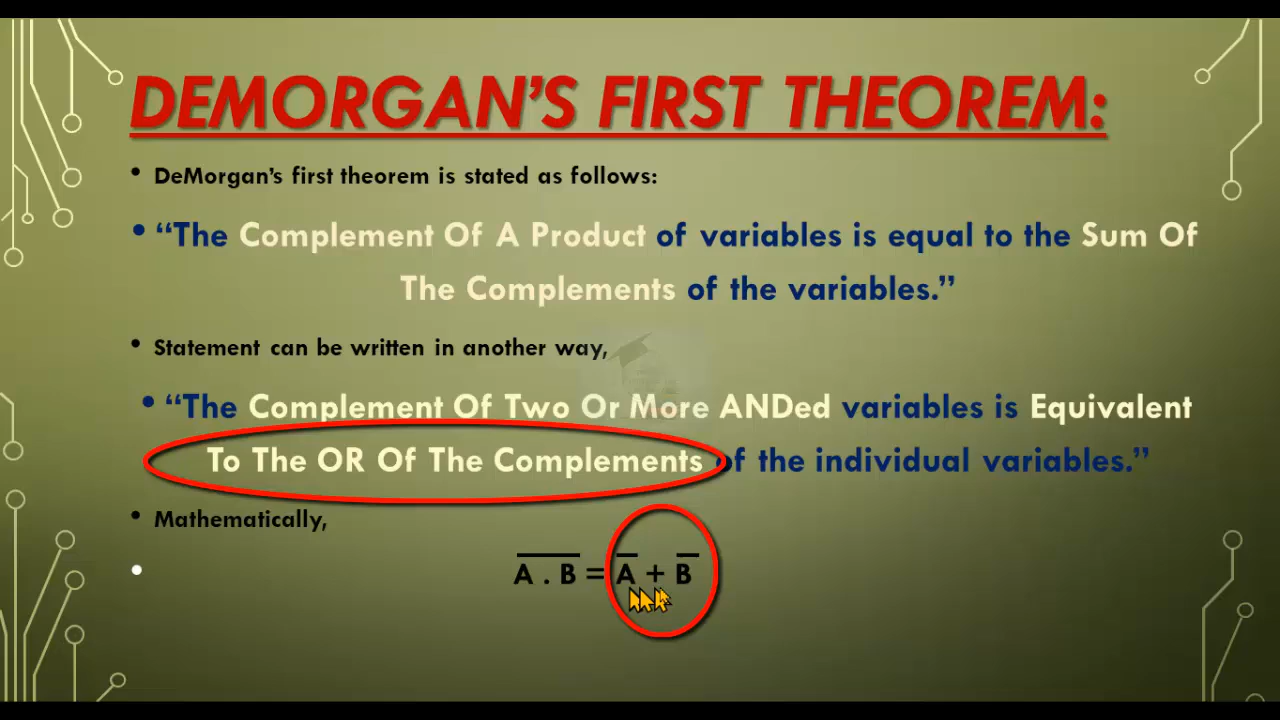 DEMORGAN’S FIRST THEOREM:
• DeMorgan’s first theorem is stated as follows:
• “The Complement Of A Product of variables is equal to the Sum Of
The Complements of the variables.”
• Statement can be written in another way,
• “The Complement Of Two Or More ANDed variables is Equivalent
To The OR Of The Complements of the individual variables.”
• Mathematically,
• A̅ ̅.̅ ̅B̅ = A̅ + B̅